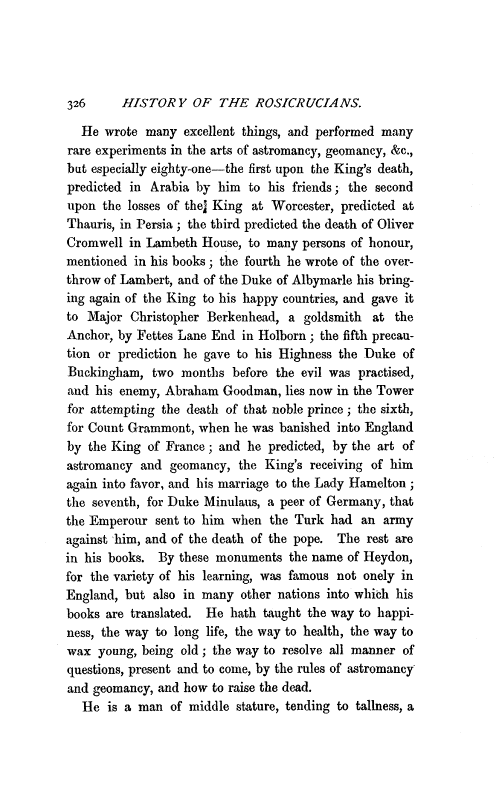 326 HISTORY OF THE ROSICRUCIANS.
He wrote many excellent things, and performed many
rare experiments in the arts of astromancy, geomancy, &c.,
but especially eighty-one—the first upon the King's death,
predicted in Arabia by him to his friends; the second
upon the losses of the King at Worcester, predicted at
Thauris, in Persia; the third predicted the death of Oliver
Cromwell in Lambeth House, to many persons of honour,
mentioned in his books; the fourth he wrote of the over-
throw of Lambert, and of the Duke of Albymarle his bring-
ing again of the King to his happy countries, and gave it
to Major Christopher Berkenhead, a goldsmith at the
Anchor, by Fettes Lane End in Holborn; the fifth precau-
tion or prediction he gave to his Highness the Duke of
Buckingham, two months before the evil was practised,
and his enemy, Abraham Goodman, lies now in the Tower
for attempting the death of that noble prince; the sixth,
for Count Grammont, when he was banished into England
by the King of France; and he predicted, by the art of
astromancy and geomancy, the King's receiving of him
again into favor, and his marriage to the Lady Hamelton;
the seventh, for Duke Minulaus, a peer of Germany, that
the Emperour sent to him when the Turk had an army
against him, and of the death of the pope. The rest are
in his books. By these monuments the name of Heydon,
for the variety of his learning, was famous not onely in
England, but also in many other nations into which his
books are translated. He hath taught the way to happi-
ness, the way to long life, the way to health, the way to
wax young, being old; the way to resolve all manner of
questions, present and to come, by the rules of astromancy
and geomancy, and how to raise the dead.
He is a man of middle stature, tending to tallness, a